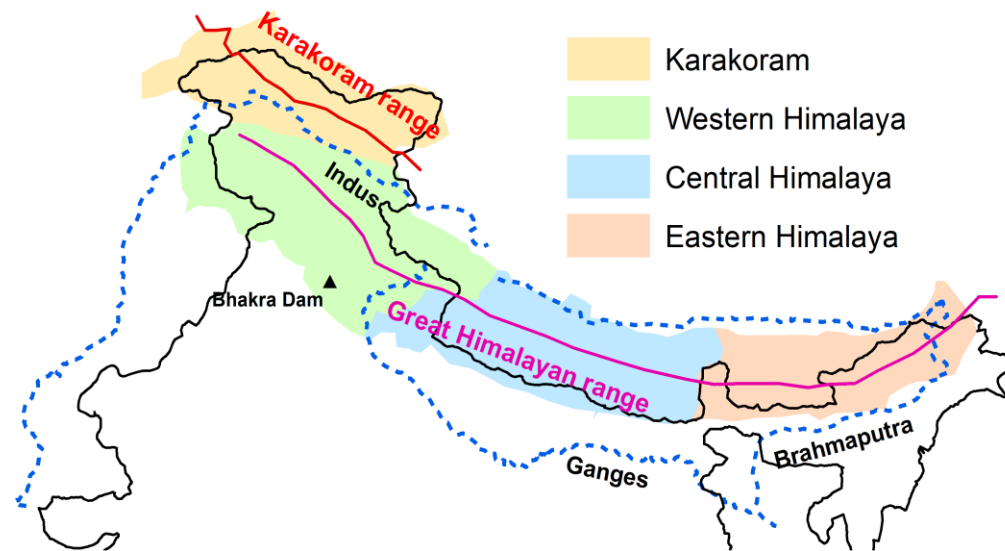 Karakoram range
Karakoram
Western Himalaya
Central Himalaya
Eastern Himalaya
Indus
Bhakra Dam
Great Himalayan range
Ganges
Brahmaputra